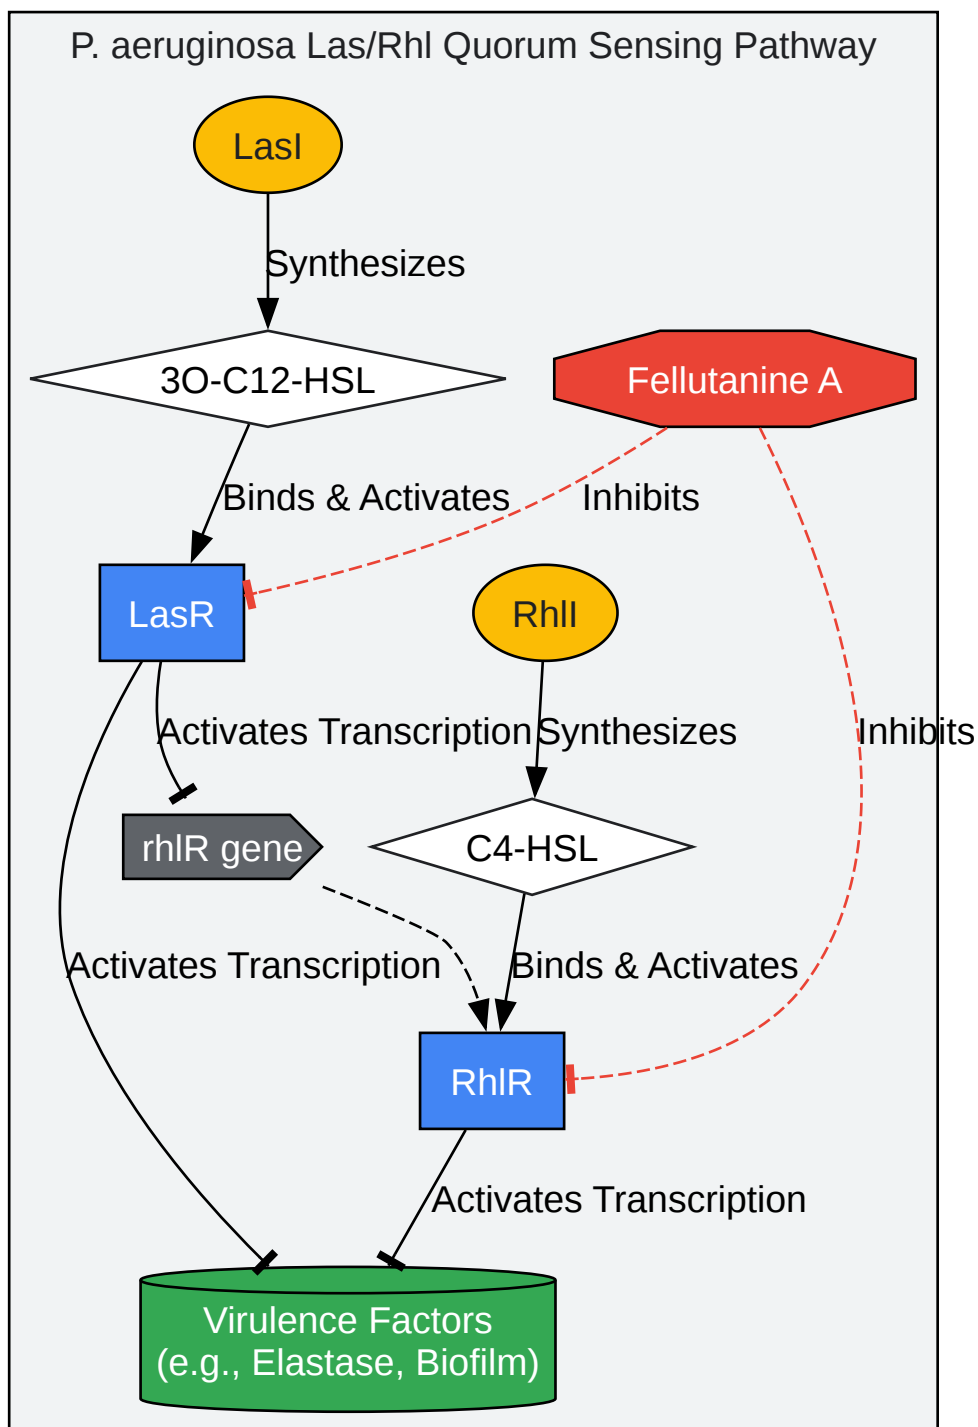 P. aeruginosa Las/Rhl Quorum Sensing Pathway
LasI
Synthesizes
3O-C12-HSL
Fellutanine A
Binds & Activates
Inhibits
LasR
RhlI
Activates Transcription
Synthesizes
Inhibits
rhlR gene
C4-HSL
Activates Transcription
Binds & Activates
RhlR
Activates Transcription
Virulence Factors
(e.g., Elastase, Biofilm)